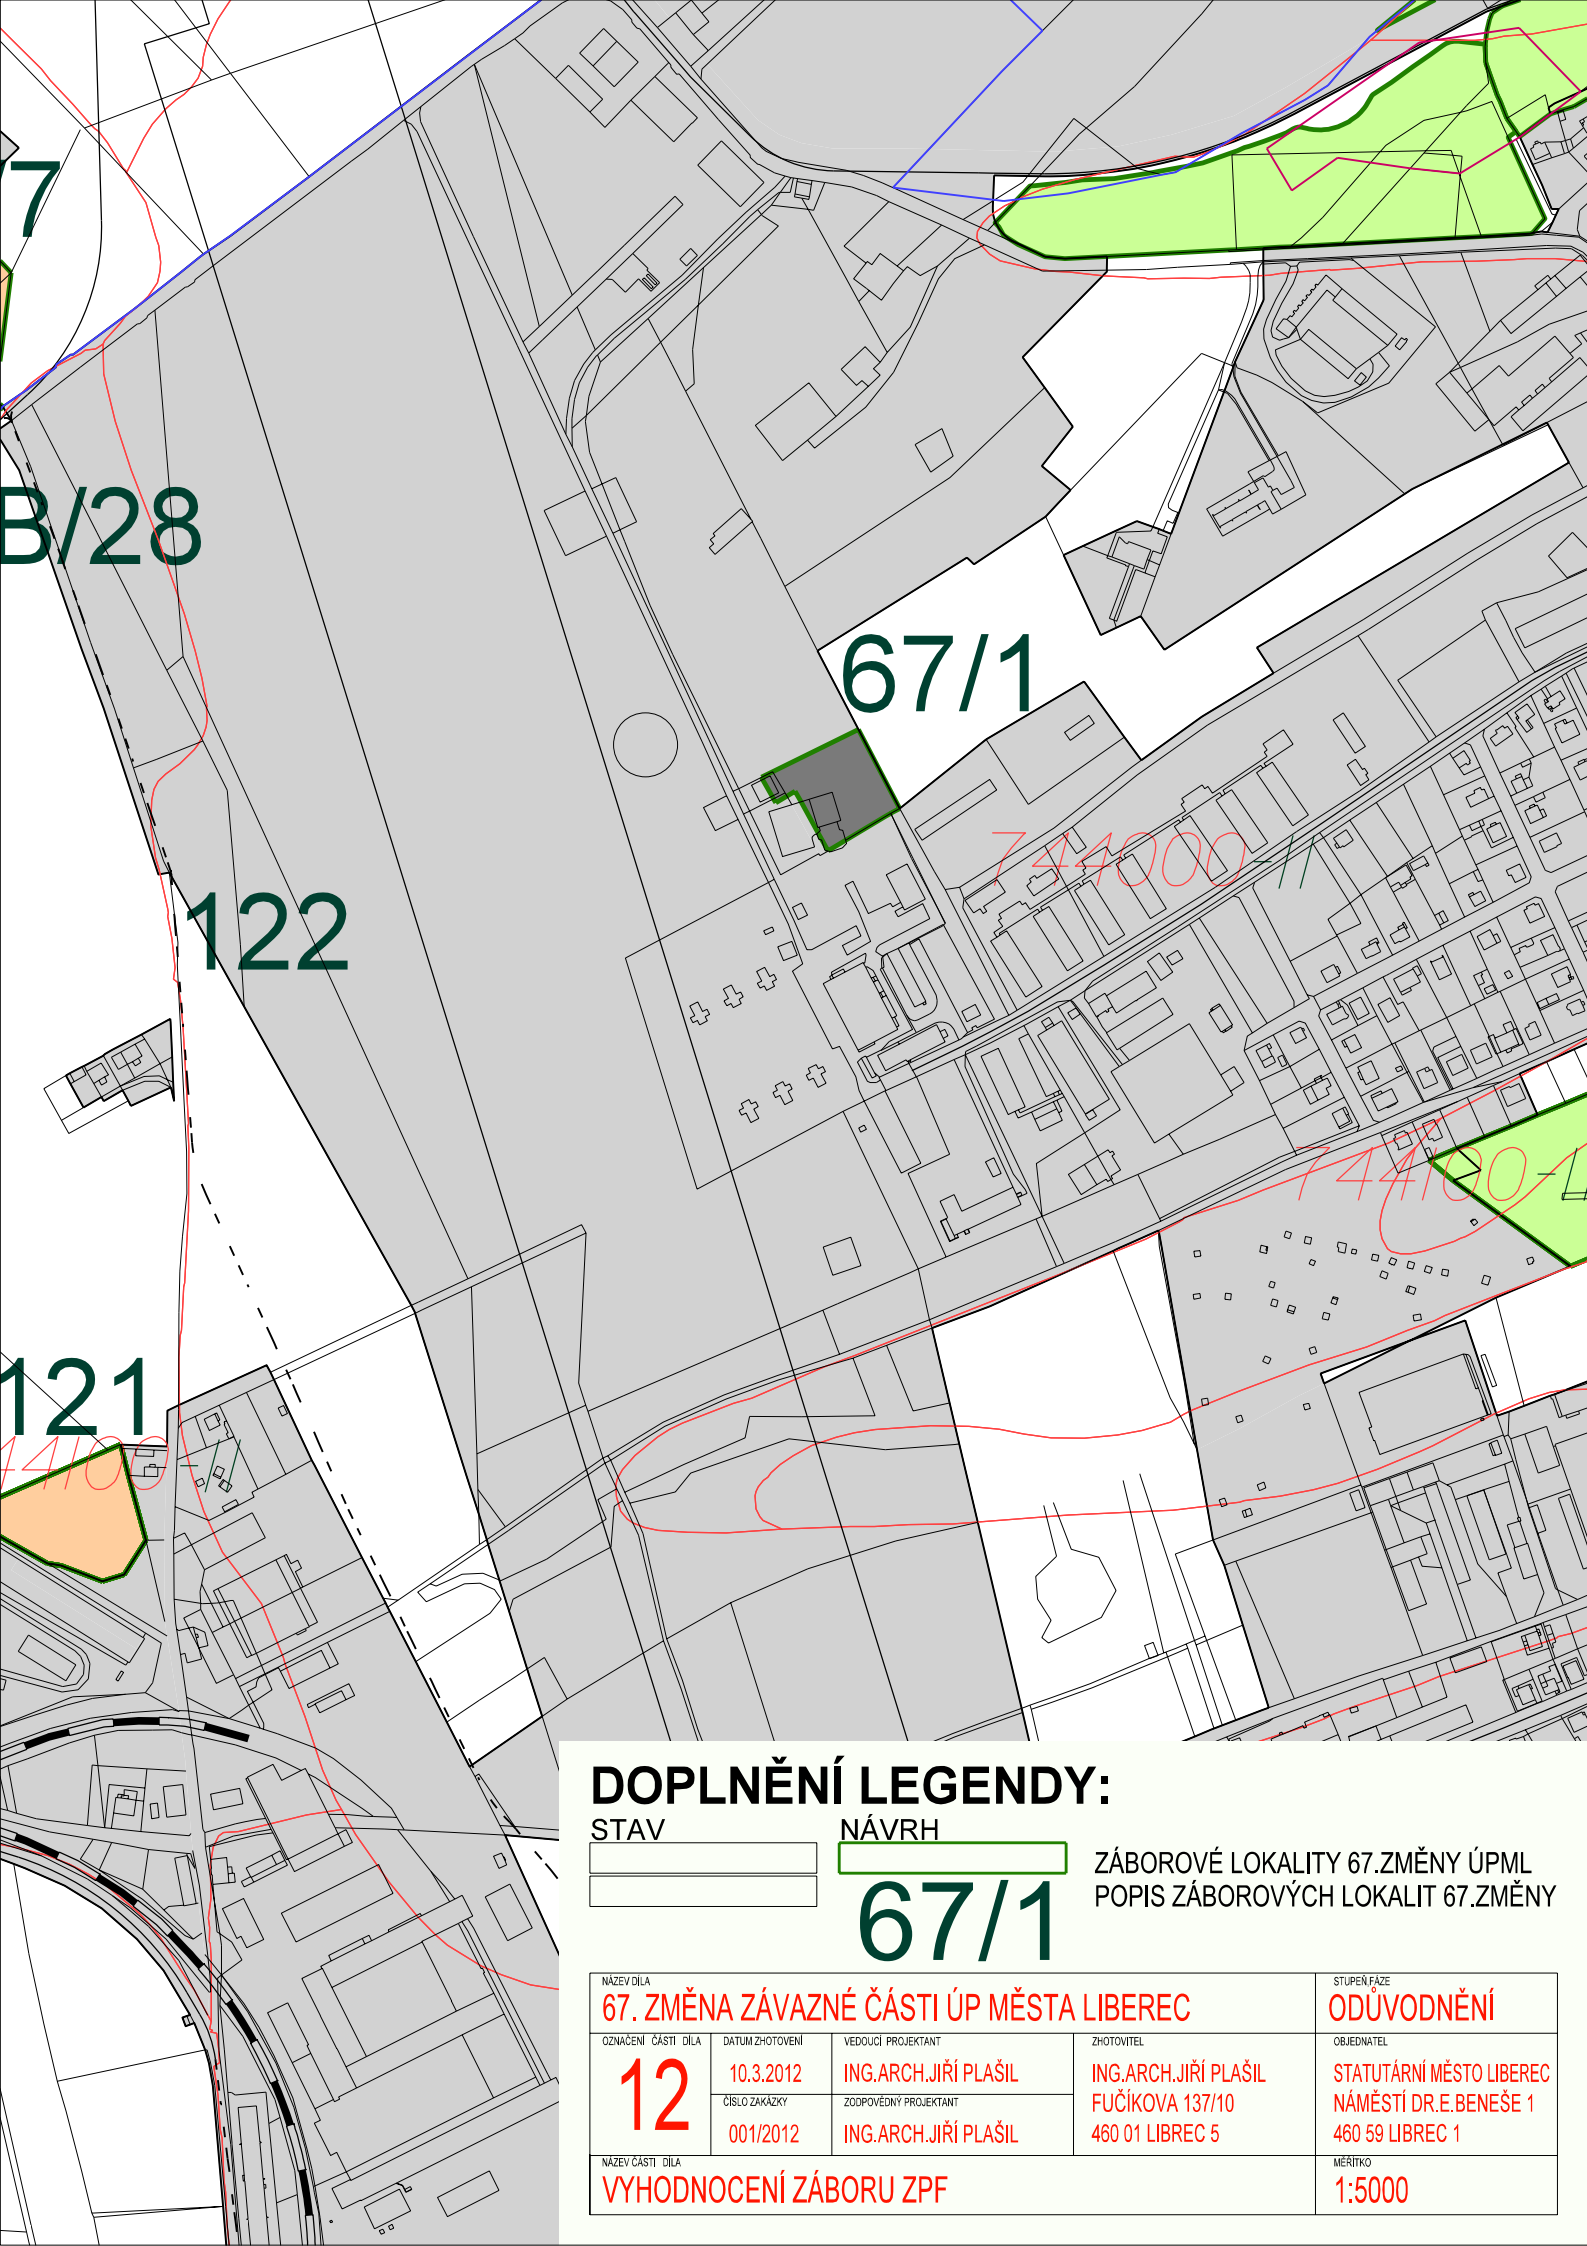 /7
B/28
67/1
744000-11
122
744100-1
121
44100-11
DOPLNĚNÍ LEGENDY:
STAV NÁVRH
ZÁBOROVÉ LOKALITY 67.ZMĚNY ÚPML
67/1 POPIS ZÁBOROVÝCH LOKALIT 67.ZMĚNY
NÁZEV DÍLA
67. ZMĚNA ZÁVAZNÉ ČÁSTI ÚP MĚSTA LIBEREC
STUPEŇ,FÁZE
ODŮVODNĚNÍ
OZNAČENÍ ČÁSTI DÍLA
12
DATUM ZHOTOVENÍ
10.3.2012
ČÍSLO ZAKÁZKY
001/2012
VEDOUCÍ PROJEKTANT
ING.ARCH.JIŘÍ PLAŠIL
ZODPOVĚDNÝ PROJEKTANT
ING.ARCH.JIŘÍ PLAŠIL
ZHOTOVITEL
ING.ARCH.JIŘÍ PLAŠIL
FUČÍKOVA 137/10
460 01 LIBREC 5
OBJEDNATEL
STATUTÁRNÍ MĚSTO LIBEREC
NÁMĚSTÍ DR.E.BENEŠE 1
460 59 LIBREC 1
NÁZEV ČÁSTI DÍLA
VYHODNOCENÍ ZÁBORU ZPF
MĚŘÍTKO
1:5000